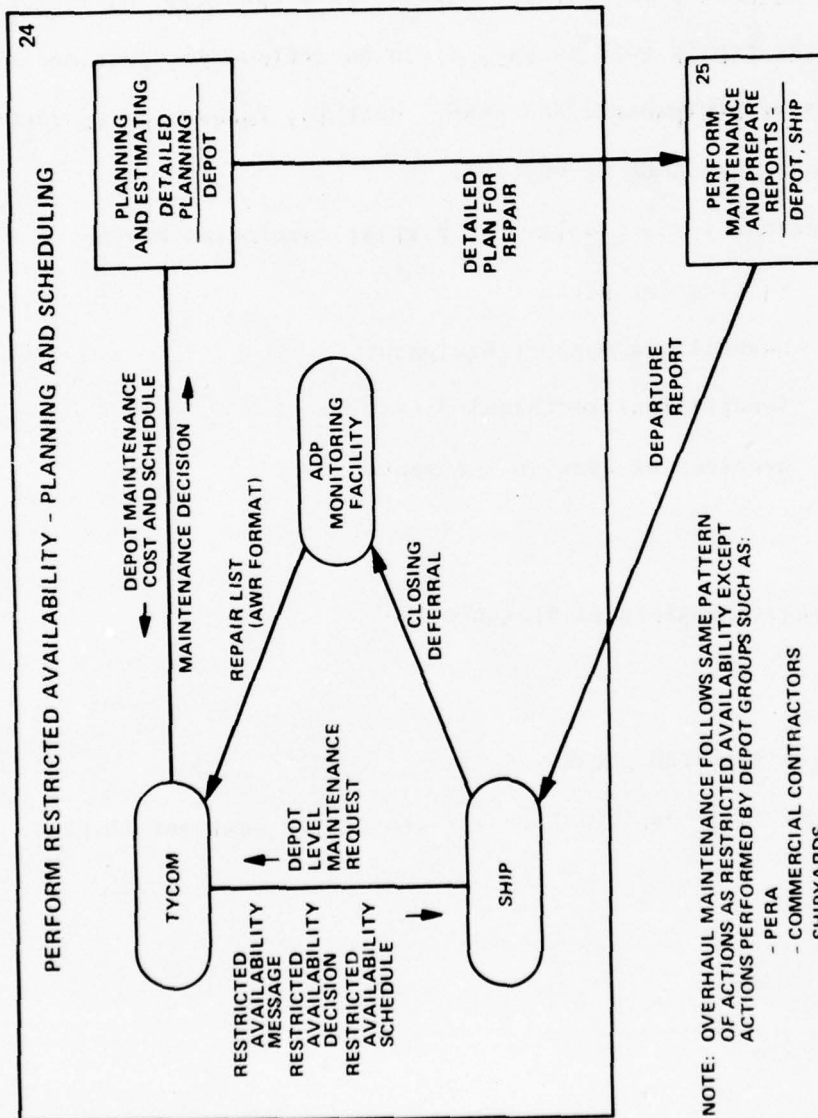 PERFORM RESTRICTED AVAILABILITY - PLANNING AND SCHEDULING
24
TYCOM
DEPOT MAINTENANCE
COST AND SCHEDULE
MAINTENANCE DECISION
PLANNING
AND ESTIMATING
DETAILED
PLANNING
DEPOT
REPAIR LIST
(AWR FORMAT)
ADP
MONITORING
FACILITY
RESTRICTED
AVAILABILITY
MESSAGE
RESTRICTED
AVAILABILITY
DECISION
RESTRICTED
AVAILABILITY
SCHEDULE
DEPOT
LEVEL
MAINTENANCE
REQUEST
CLOSING
DEFERRAL
DETAILED
PLAN FOR
REPAIR
SHIP
DEPARTURE
REPORT
25
PERFORM
MAINTENANCE
AND PREPARE
REPORTS
DEPOT, SHIP
NOTE: OVERHAUL MAINTENANCE FOLLOWS SAME PATTERN
OF ACTIONS AS RESTRICTED AVAILABILITY EXCEPT
ACTIONS PERFORMED BY DEPOT GROUPS SUCH AS:
- PERA
- COMMERCIAL CONTRACTORS
SHIPYARDS